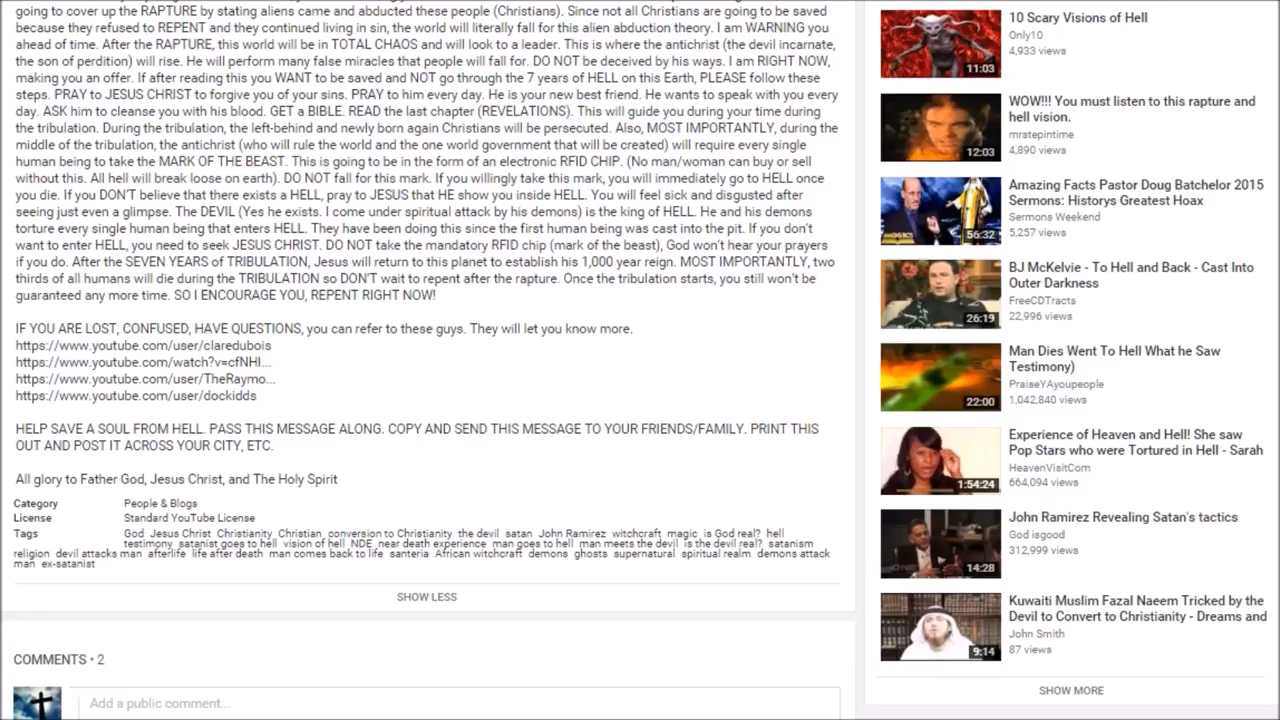 going to cover up the RAPTURE by stating aliens came and abducted these people (Christians). Since not all Christians are going to be saved
because they refused to REPENT and they continued living in sin, the world will literally fall for this alien abduction theory. I am WARNING you
ahead of time. After the RAPTURE, this world will be in TOTAL CHAOS and will look to a leader. This is where the antichrist (the devil incarnate,
the son of perdition) will rise. He will perform many false miracles that people will fall for. DO NOT be deceived by his ways. I am RIGHT NOW,
making you an offer. If after reading this you WANT to be saved and NOT go through the 7 years of HELL on this Earth, PLEASE follow these
steps. PRAY to JESUS CHRIST to forgive you of your sins. PRAY to him every day. He is your new best friend. He wants to speak with you every
day. ASK him to cleanse you with his blood. GET a BIBLE. READ the last chapter (REVELATIONS). This will guide you during your time during
the tribulation. During the tribulation, the left-behind and newly born again Christians will be persecuted. Also, MOST IMPORTANTLY, during the
middle of the tribulation, the antichrist (who will rule the world and the one world government that will be created) will require every single
human being to take the MARK OF THE BEAST. This is going to be in the form of an electronic RFID CHIP. (No man/woman can buy or sell
without this. All hell will break loose on earth). DO NOT fall for this mark. If you willingly take this mark, you will immediately go to HELL once
you die. If you DON'T believe that there exists a HELL, pray to JESUS that HE show you inside HELL. You will feel sick and disgusted after
seeing just even a glimpse. The DEVIL (Yes he exists. I come under spiritual attack by his demons) is the king of HELL. He and his demons
torture every single human being that enters HELL. They have been doing this since the first human being was cast into the pit. If you don't
want to enter HELL, you need to seek JESUS CHRIST. DO NOT take the mandatory RFID chip (mark of the beast), God won't hear your prayers
if you do. After the SEVEN YEARS of TRIBULATION, Jesus will return to this planet to establish his 1,000 year reign. MOST IMPORTANTLY, two
thirds of all humans will die during the TRIBULATION so DON'T wait to repent after the rapture. Once the tribulation starts, you still won't be
guaranteed any more time. SO I ENCOURAGE YOU, REPENT RIGHT NOW!
IF YOU ARE LOST, CONFUSED, HAVE QUESTIONS, you can refer to these guys. They will let you know more.
https://www.youtube.com/user/claredubois
https://www.youtube.com/watch?v=cfNHI...
https://www.youtube.com/user/TheRaymo...
https://www.youtube.com/user/dockidds
HELP SAVE A SOUL FROM HELL. PASS THIS MESSAGE ALONG. COPY AND SEND THIS MESSAGE TO YOUR FRIENDS/FAMILY. PRINT THIS
OUT AND POST IT ACROSS YOUR CITY, ETC.
All glory to Father God, Jesus Christ, and The Holy Spirit
Category People & Blogs
License Standard YouTube License
Tags God Jesus Christ Christianity Christian conversion to Christianity the devil satan John Ramirez witchcraft magic is God real? hell
testimony satanist goes to hell vision of hell NDE near death experience man goes to hell man meets the devil is the devil real? satanism
religion devil attacks man afterlife life after death man comes back to life santeria African witchcraft demons ghosts supernatural spiritual realm demons attack
man ex-satanist
SHOW LESS
COMMENTS • 2
Add a public comment...
10 Scary Visions of Hell
Only10
4,933 views
11:03
WOW!!! You must listen to this rapture and
hell vision.
mrstepintime
4,890 views
12:03
Amazing Facts Pastor Doug Batchelor 2015
Sermons: Historys Greatest Hoax
Sermons Weekend
5,257 views
56:32
BJ McKelvie - To Hell and Back - Cast Into
Outer Darkness
FreeCDTracts
22,996 views
26:19
Man Dies Went To Hell What he Saw
Testimony)
PraiseYAyoupeople
1,042,840 views
22:00
Experience of Heaven and Hell! She saw
Pop Stars who were Tortured in Hell - Sarah
HeavenVisitCom
664,094 views
1:54:24
John Ramirez Revealing Satan's tactics
God isgood
312,999 views
14:28
Kuwaiti Muslim Fazal Naeem Tricked by the
Devil to Convert to Christianity - Dreams and
John Smith
87 views
9:14
SHOW MORE